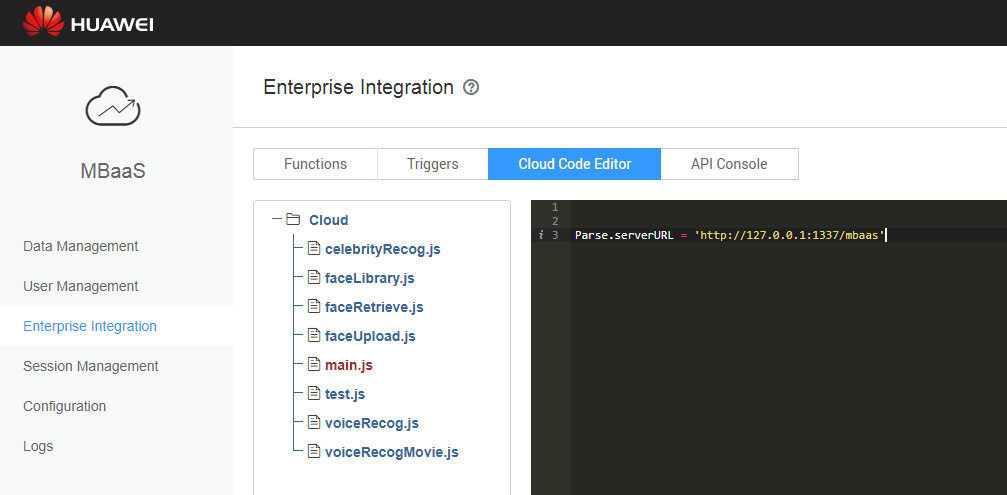 HUAWEI
MBaaS
Data Management
User Management
Enterprise Integration
Session Management
Configuration
Logs
Enterprise Integration ?
Functions Triggers Cloud Code Editor API Console
Cloud
celebrityRecog.js
faceLibrary.js
faceRetrieve.js
faceUpload.js
main.js
test.js
voiceRecog.js
voiceRecogMovie.js
1
2
i 3 Parse.serverURL = 'http://127.0.0.1:1337/mbaas'